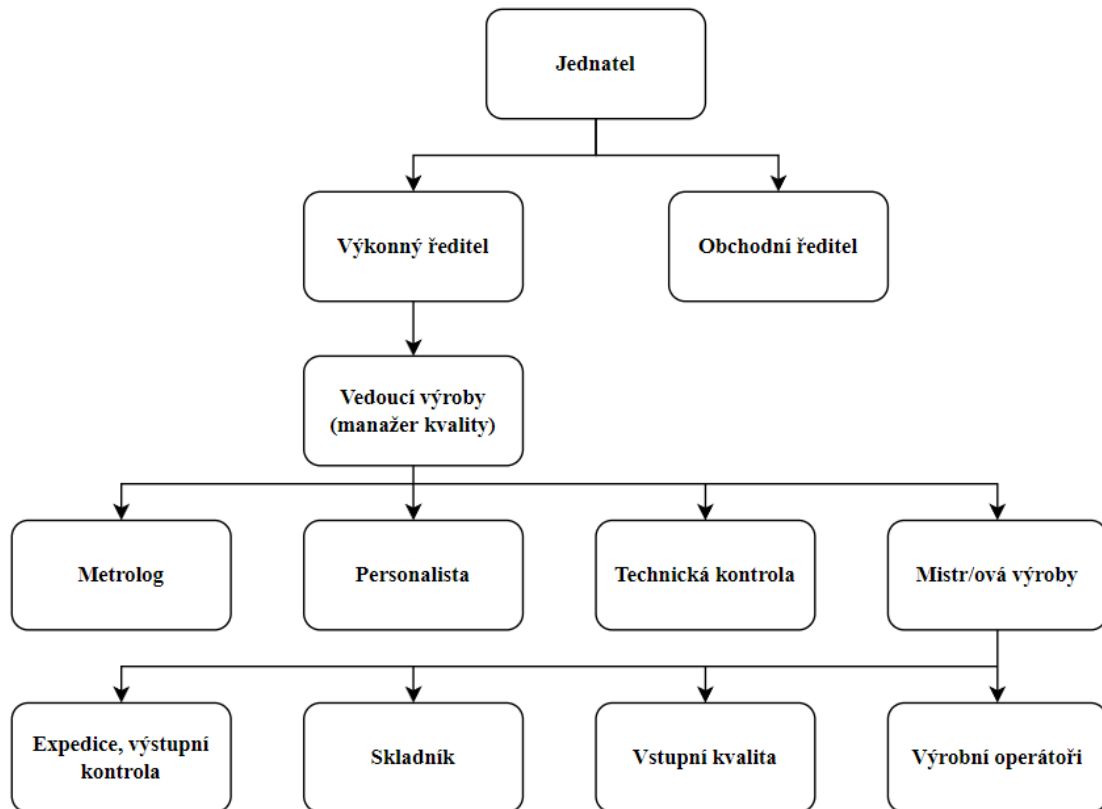 Jednatel
Výkonný ředitel
Obchodní ředitel
Vedoucí výroby
(manažer kvality)
Metrolog
Personalista
Technická kontrola
Mistr/ová výroby
Expedice, výstupní
kontrola
Skladník
Vstupní kvalita
Výrobní operátoři